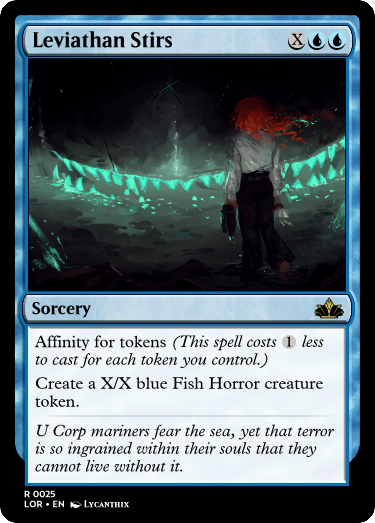 Leviathan Stirs X
Sorcery
Affinity for tokens (This spell costs 1 less
to cast for each token you control.)
Create a X/X blue Fish Horror creature
token.
U Corp mariners fear the sea, yet that terror
is so ingrained within their souls that they
cannot live without it.
R 0025
LOR • EN Lycanthix